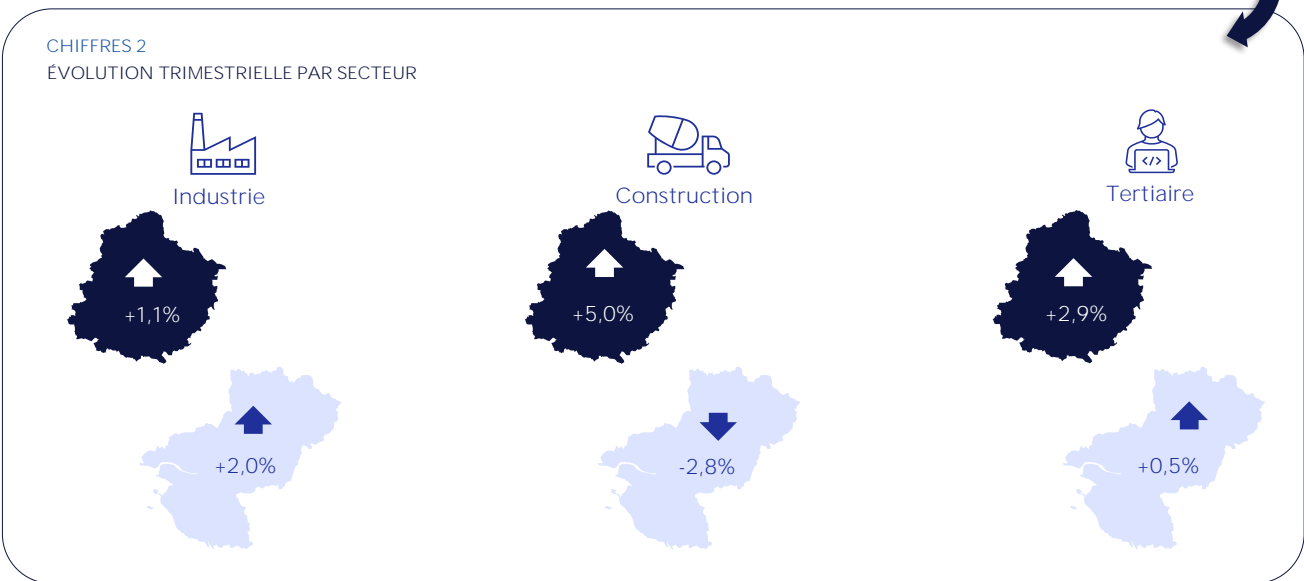 CHIFFRES 2
ÉVOLUTION TRIMESTRIELLE PAR SECTEUR
</>
Industrie
Construction
Tertiaire
+1,1%
+5,0%
+2,9%
+2,0%
-2,8%
+0,5%